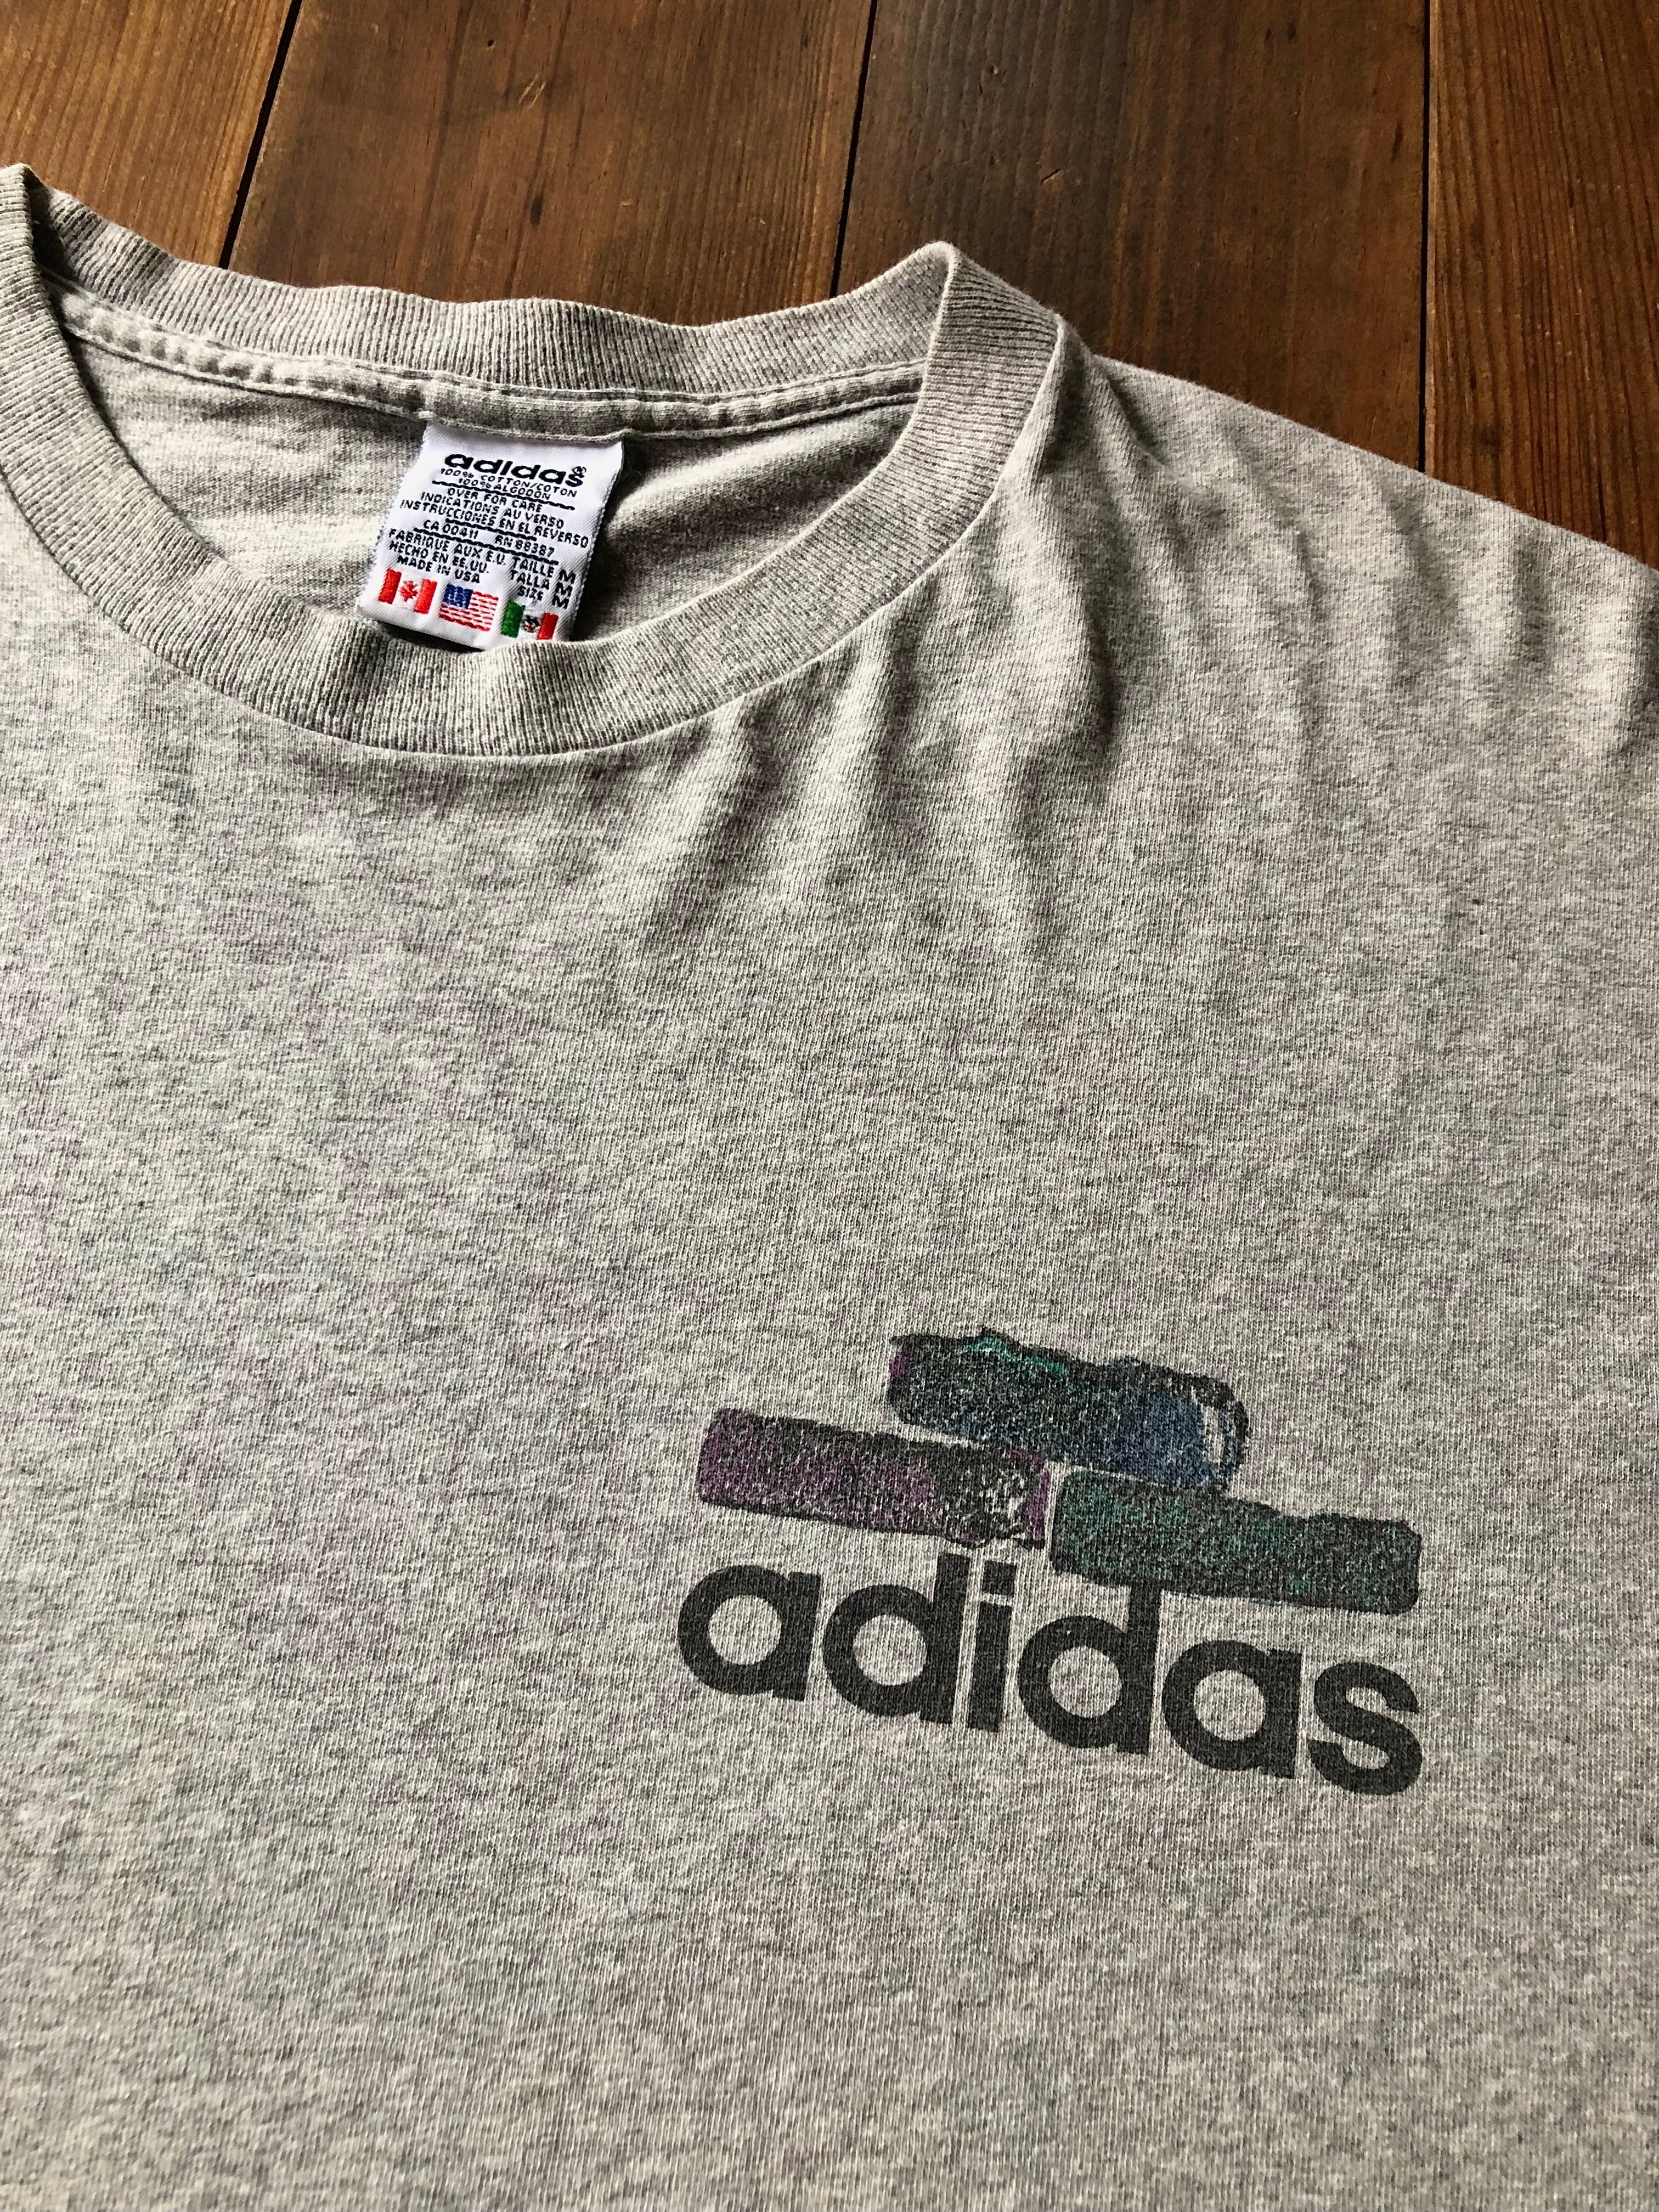 adidas®
100% COTTON/COTON
100% ALGODON
OVER FOR CARE
INDICATIONS AU VERSO
INSTRUCCIONES EN EL REVERSO
CA 00411 RN 88387
FABRIQUE AUX E.U. TAILLE M
HECHO EN EE.UU. TALLA M
MADE IN USA SIZE M
adidas